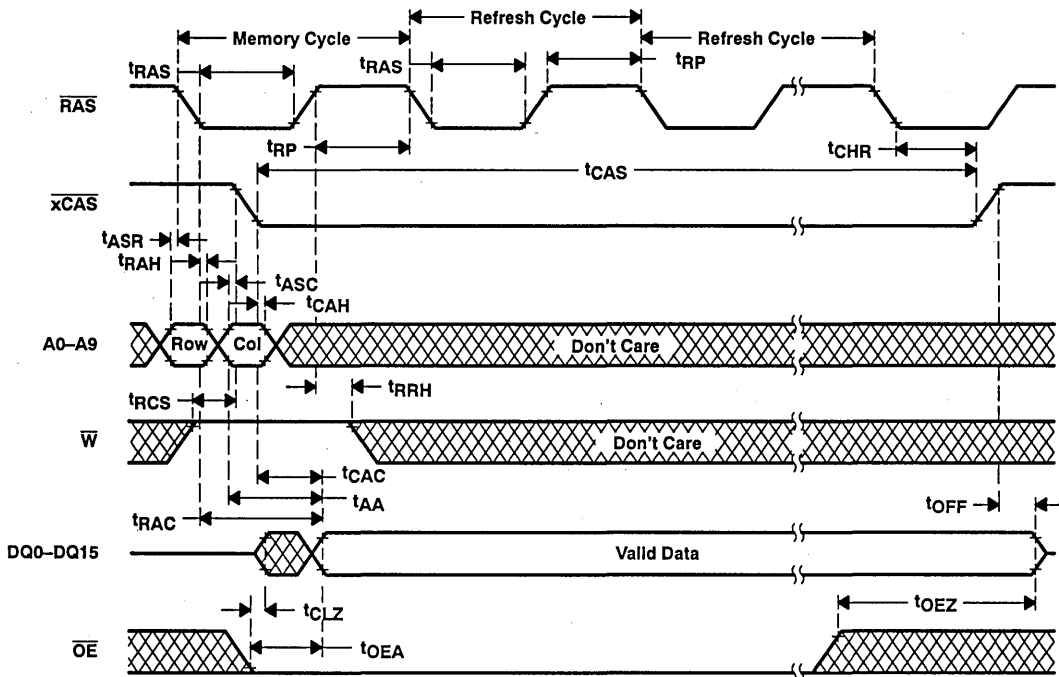 Refresh Cycle
Memory Cycle
Refresh Cycle
tRAS
tRAS
tRP
RAS
tRP
tCHR
tCAS
xCAS
tASR
tRAH
tASC
tCAH
A0–A9
Row
Col
Don't Care
tRCS
tRRH
W
Don't Care
tCAC
tAA
tRAC
tOFF
DQ0–DQ15
Valid Data
tCLZ
tOEZ
OE
tOEA